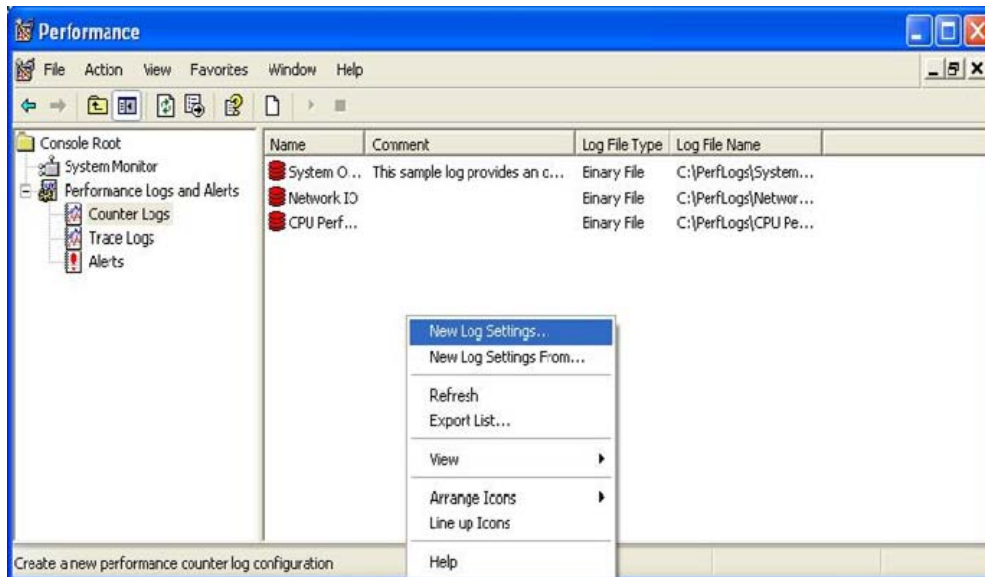 Performance
File Action View Favorites Window Help
Console Root
System Monitor
Performance Logs and Alerts
Counter Logs
Trace Logs
Alerts
Name Comment Log File Type Log File Name
System O... This sample log provides an o... Binary File C:\PerfLogs\System...
Network IO Binary File C:\PerfLogs\Networ...
CPU Perf... Binary File C:\PerfLogs\CPU Pe...
New Log Settings...
New Log Settings From...
Refresh
Export List...
View
Arrange Icons
Line up Icons
Help
Create a new performance counter log configuration